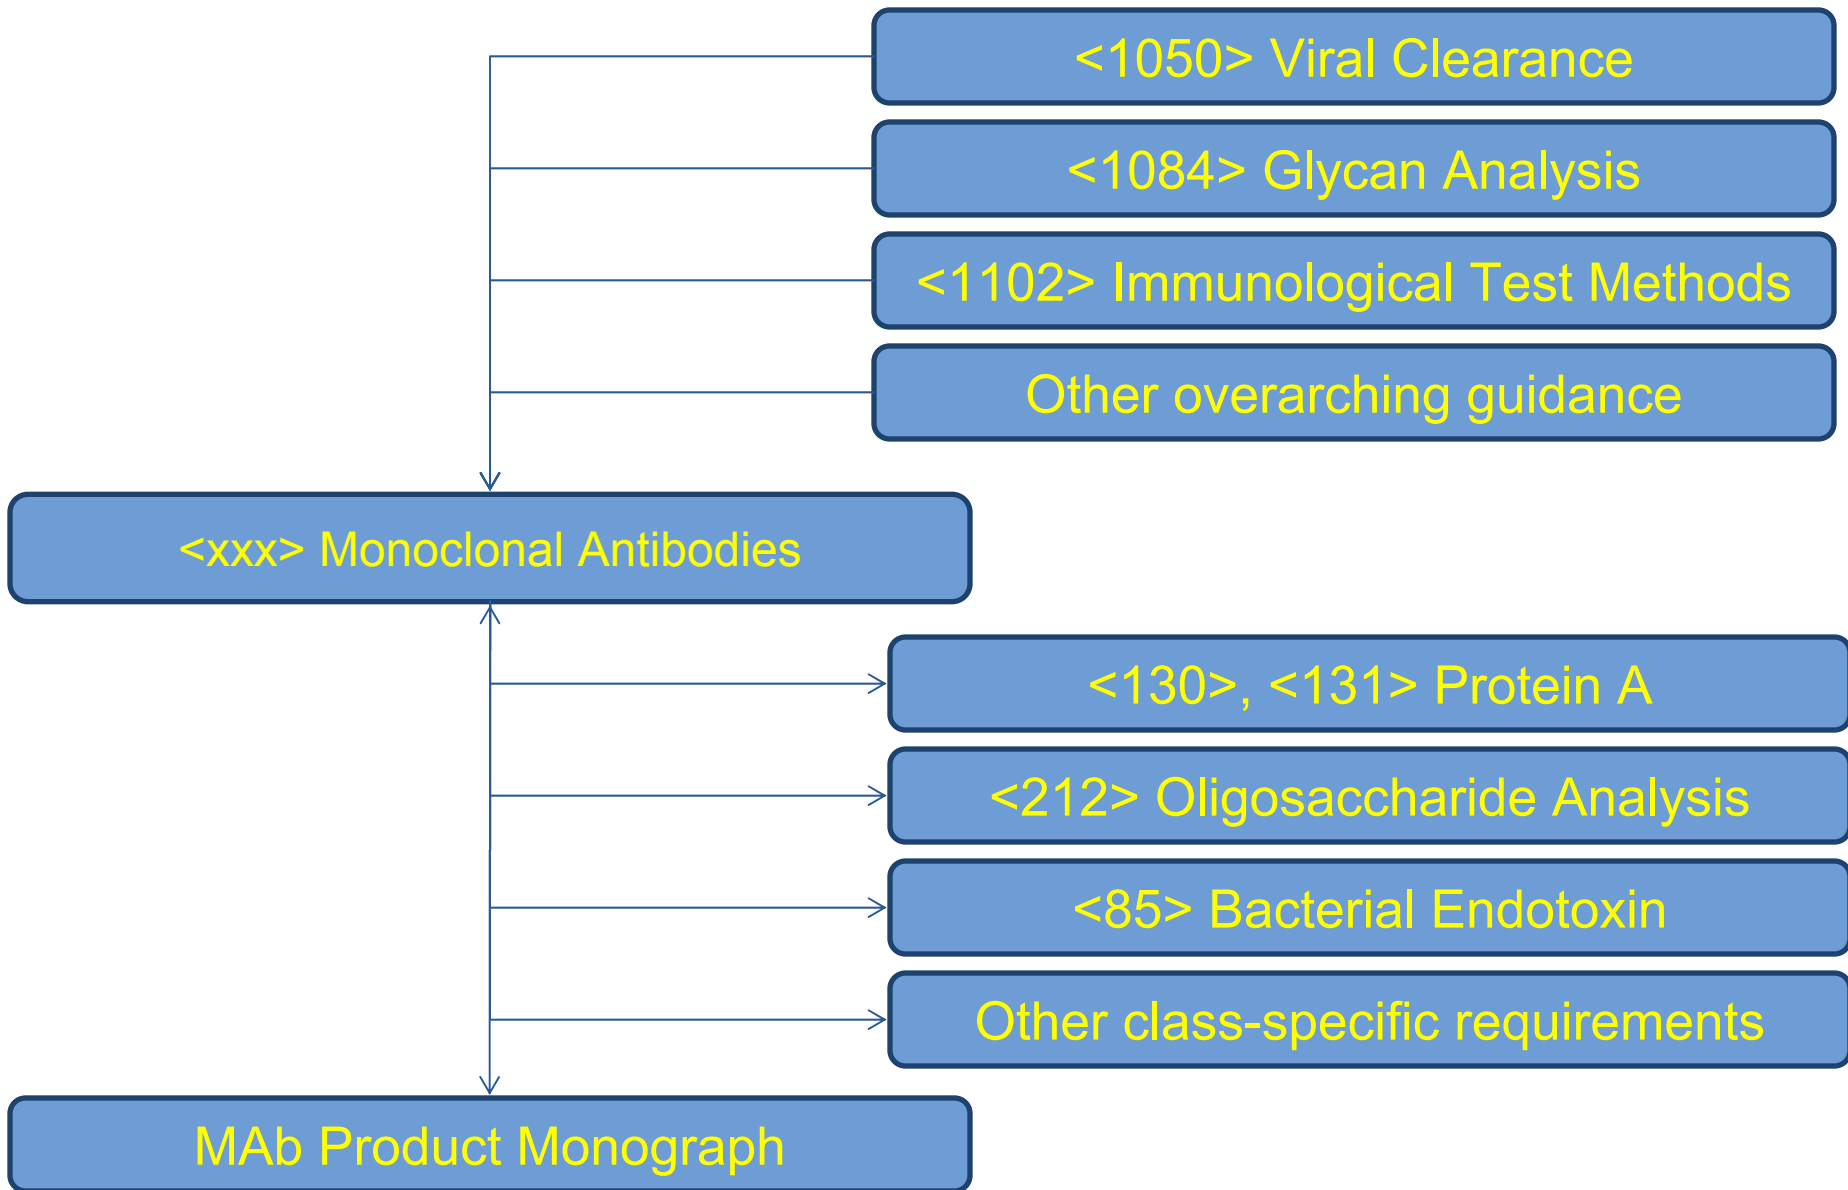 <1050> Viral Clearance
<1084> Glycan Analysis
<1102> Immunological Test Methods
Other overarching guidance
<xxx> Monoclonal Antibodies
<130>, <131> Protein A
<212> Oligosaccharide Analysis
<85> Bacterial Endotoxin
Other class-specific requirements
MAb Product Monograph